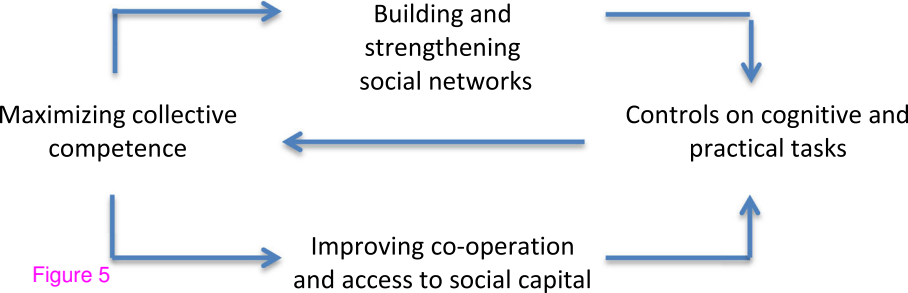 Building and
strengthening
social networks
Maximizing collective
competence
Controls on cognitive and
practical tasks
Improving co-operation
and access to social capital
Figure 5